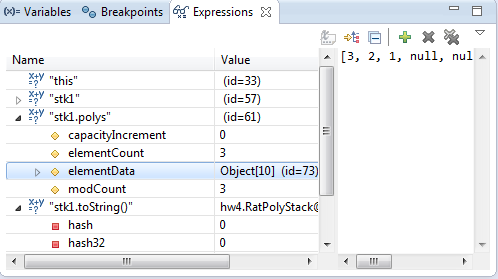 Variables Breakpoints Expressions
Name Value
"this" (id=33)
"stk1" (id=57)
"stk1.polys" (id=61)
capacityIncrement 0
elementCount 3
elementData Object[10] (id=73)
modCount 3
"stk1.toString()" hw4.RatPolyStack@
hash 0
hash32 0
[3, 2, 1, null, nul